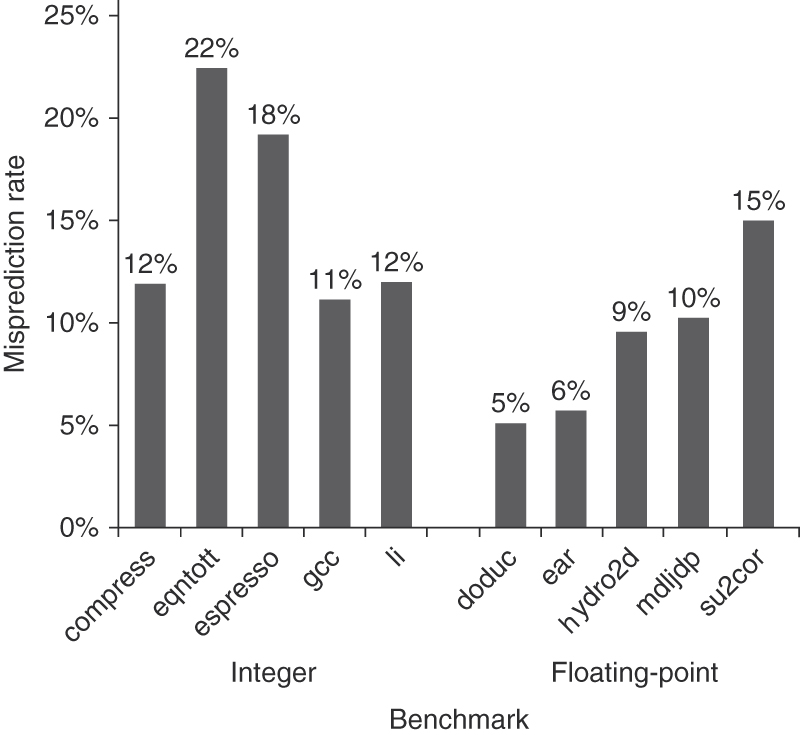 25%
20%
15%
10%
5%
0%
Misprediction rate
12%
22%
18%
11%
12%
5%
6%
9%
10%
15%
compress
eqntott
espresso
gcc
li
doduc
ear
hydro2d
mdljdp
su2cor
Integer
Floating-point
Benchmark